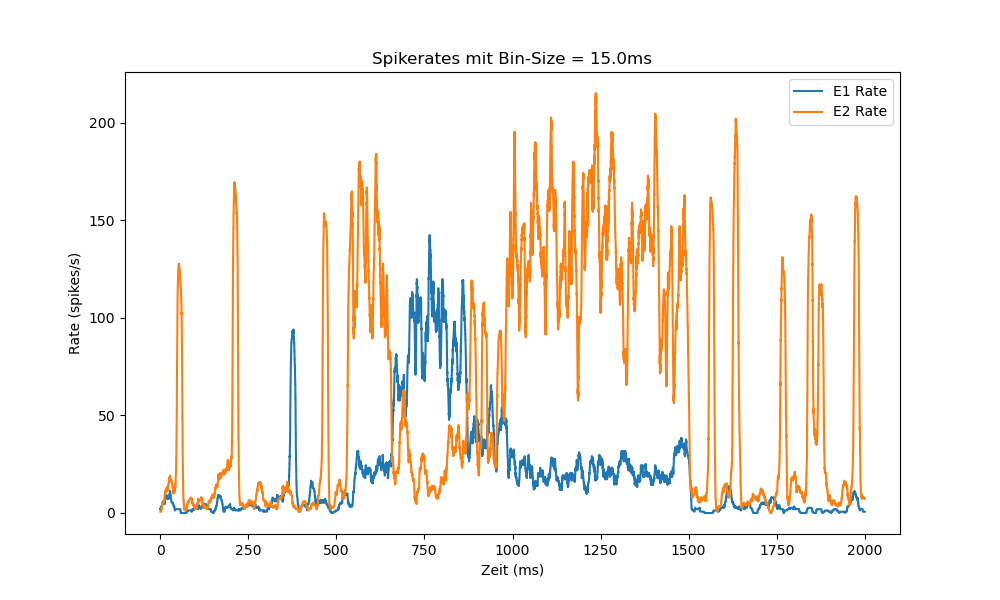 Spikerates mit Bin-Size = 15.0ms
E1 Rate
E2 Rate
Rate (spikes/s)
200
150
100
50
0
0 250 500 750 1000 1250 1500 1750 2000
Zeit (ms)